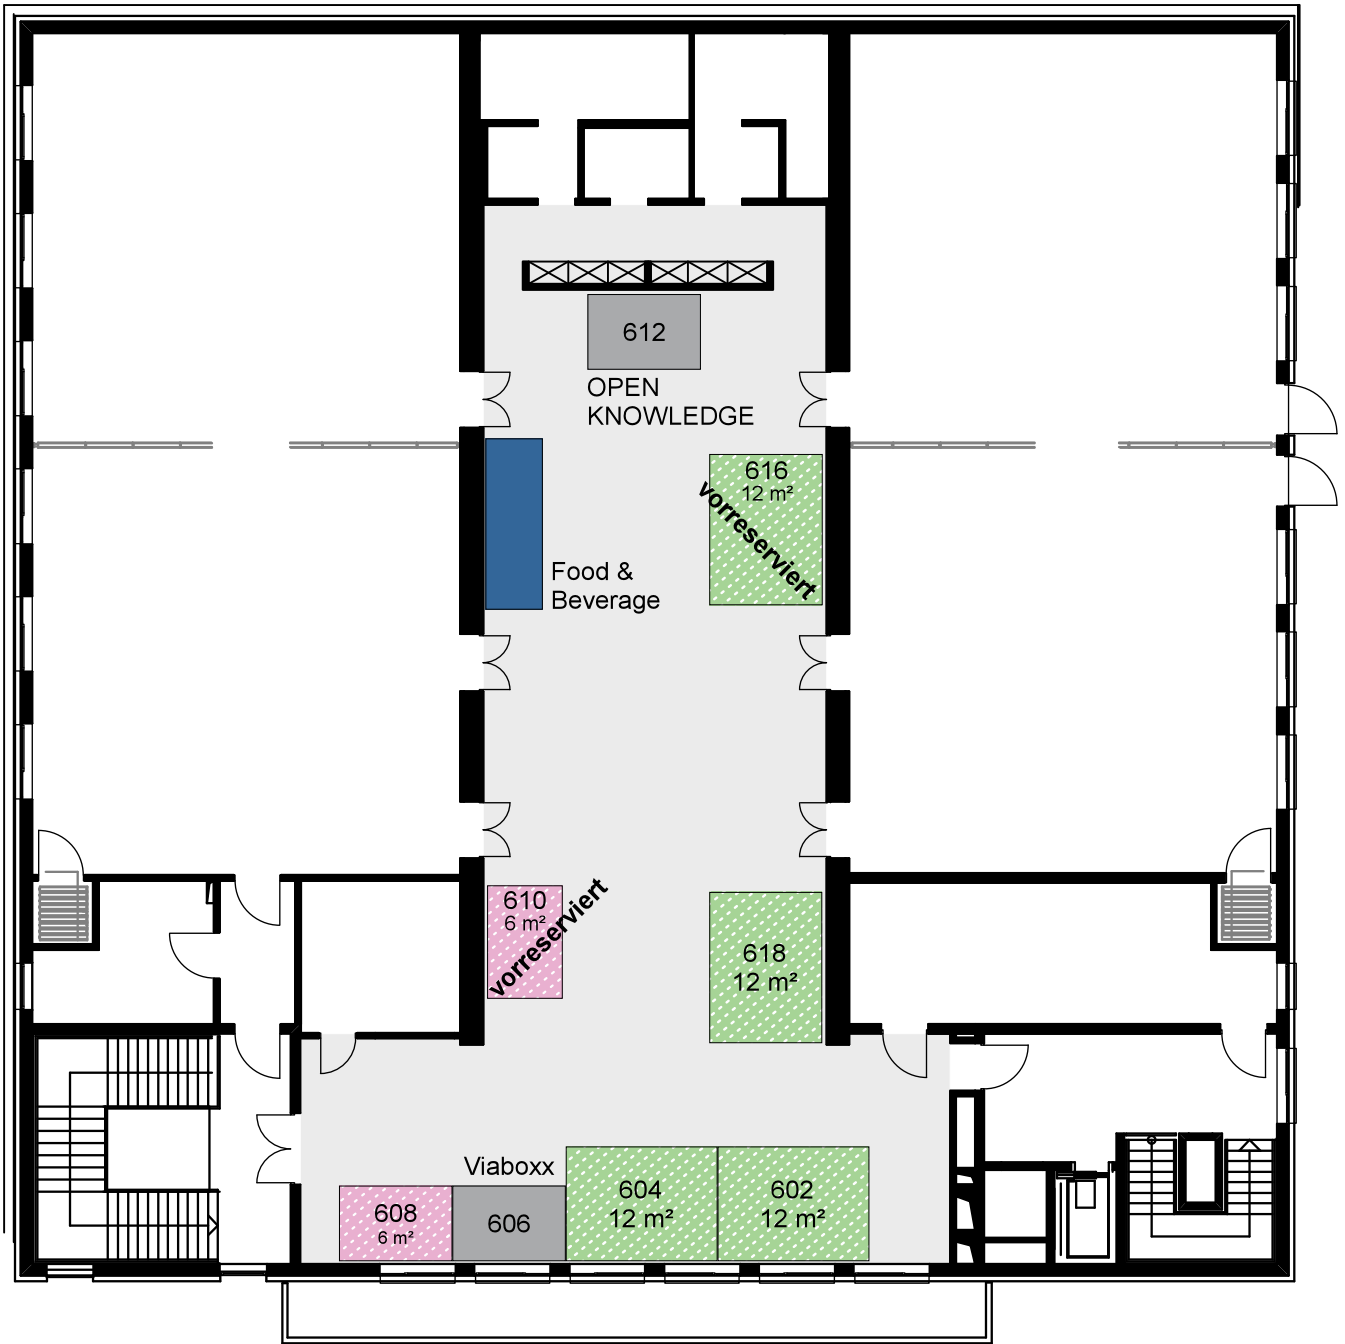 612
OPEN
KNOWLEDGE
616
12 m²
vorreserviert
Food &
Beverage
610
6 m²
vorreserviert
618
12 m²
Viaboxx
604
12 m²
602
12 m²
608
6 m²
606